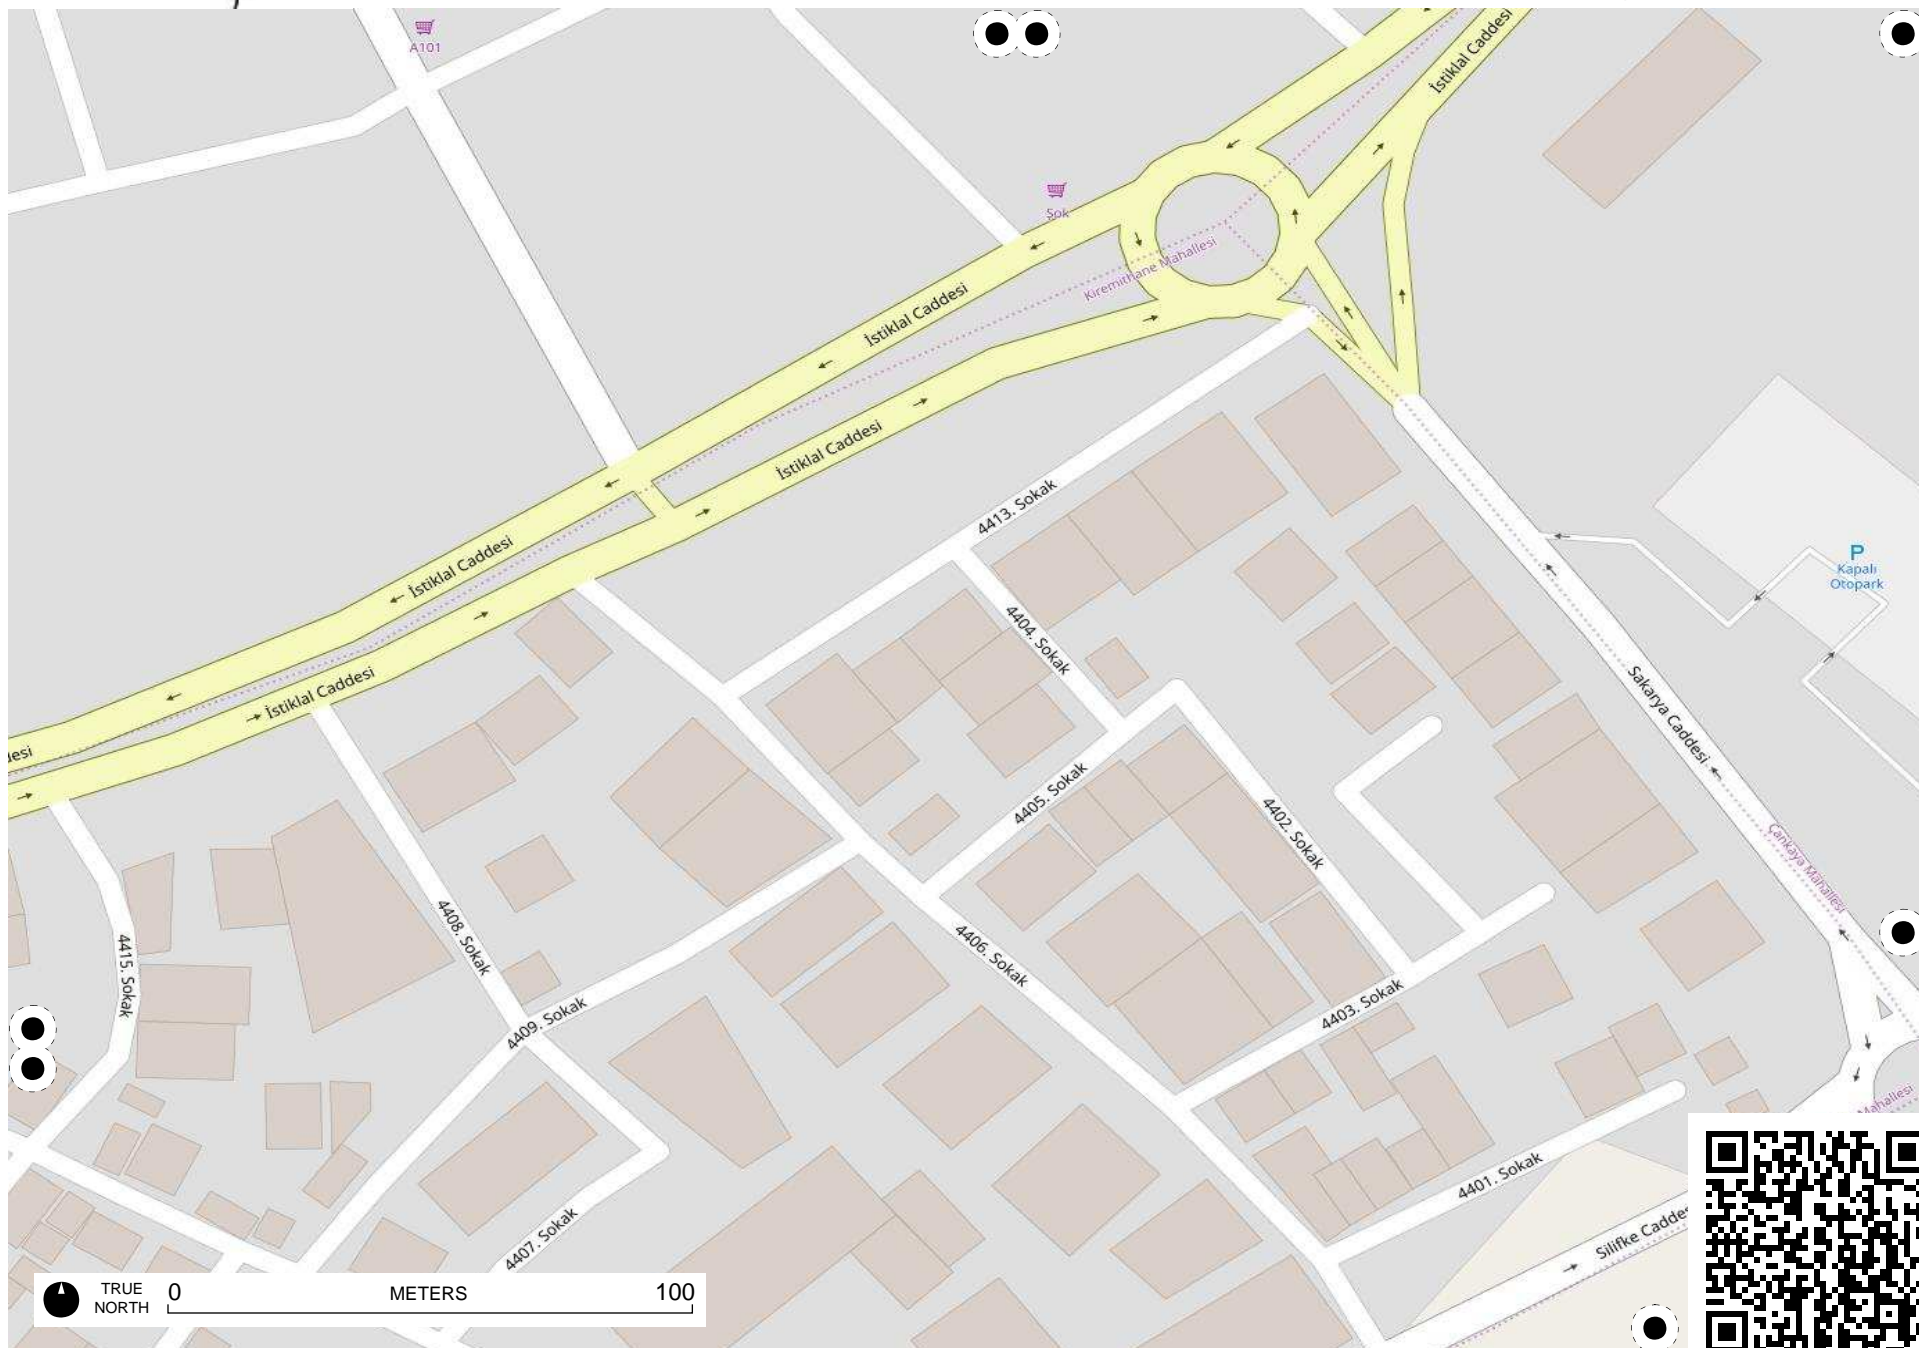 A101
İstiklal Caddesi
Şok
Kiremithane Mahallesi
İstiklal Caddesi
İstiklal Caddesi
4413. Sokak
İstiklal Caddesi
P
Kapalı
Otopark
4404. Sokak
İstiklal Caddesi
Sakarya Caddesi
4405. Sokak
4402. Sokak
Çankaya Mahallesi
4408. Sokak
4415. Sokak
4406. Sokak
4409. Sokak
4403. Sokak
Mahallesi
4401. Sokak
4407. Sokak
Silifke Caddes
TRUE
NORTH
0 METERS 100